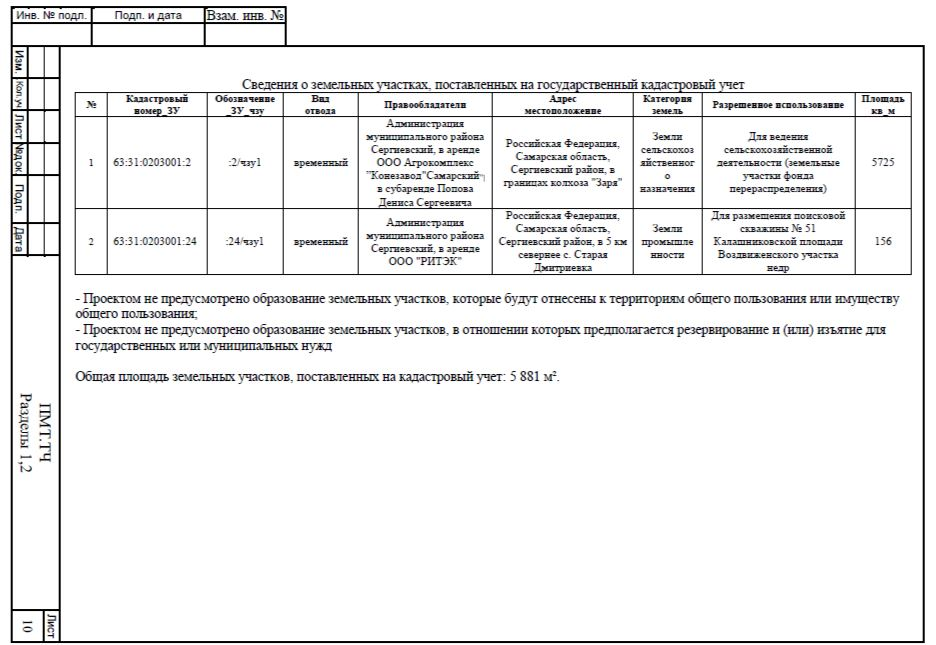 Инв. № подл. Подп. и дата Взам. инв. №
Изм. Кол.уч Лист №док. Подп. Дата
Сведения о земельных участках, поставленных на государственный кадастровый учет
№ Кадастровый номер_ЗУ Обозначение _ЗУ_чзу Вид отвода Правообладатели Адрес местоположение Категория земель Разрешенное использование Площадь кв_м
1 63:31:0203001:2 :2/чзу1 временный
Администрация
муниципального района
Сергиевский, в аренде
ООО Агрокомплекс
"Конезавод"Самарский"
в субаренде Попова
Дениса Сергеевича
Российская Федерация,
Самарская область,
Сергиевский район, в
границах колхоза "Заря"
Земли
сельскохоз
яйственног
о
назначения
Для ведения
сельскохозяйственной
деятельности (земельные
участки фонда
перераспределения)
5725
2 63:31:0203001:24 :24/чзу1 временный
Администрация
муниципального района
Сергиевский, в аренде
ООО "РИТЭК"
Российская Федерация,
Самарская область,
Сергиевский район, в 5 км
севернее с. Старая
Дмитриевка
Земли
промышле
нности
Для размещения поисковой
скважины № 51
Калашниковской площади
Воздвиженского участка
недр
156
- Проектом не предусмотрено образование земельных участков, которые будут отнесены к территориям общего пользования или имуществу
общего пользования;
- Проектом не предусмотрено образование земельных участков, в отношении которых предполагается резервирование и (или) изъятие для
государственных или муниципальных нужд
Общая площадь земельных участков, поставленных на кадастровый учет: 5 881 м².
ПМТ.ТЧ
Разделы 1,2
Лист
10